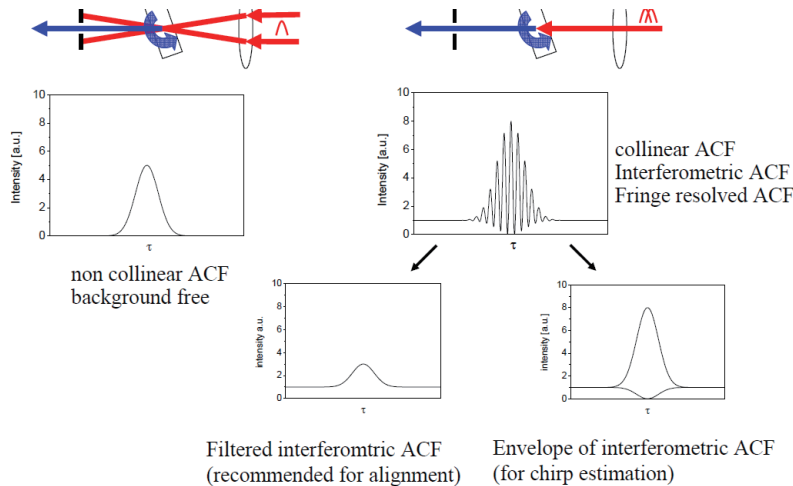 10
8
6
4
2
0
Intensity [a.u.]
τ
non collinear ACF
background free
10
8
6
4
2
0
Intensity [a.u.]
τ
collinear ACF
Interferometric ACF
Fringe resolved ACF
10
8
6
4
2
0
intensity a.u.
τ
Filtered interferomtric ACF
(recommended for alignment)
10
8
6
4
2
0
intensity [a.u.]
τ
Envelope of interferometric ACF
(for chirp estimation)